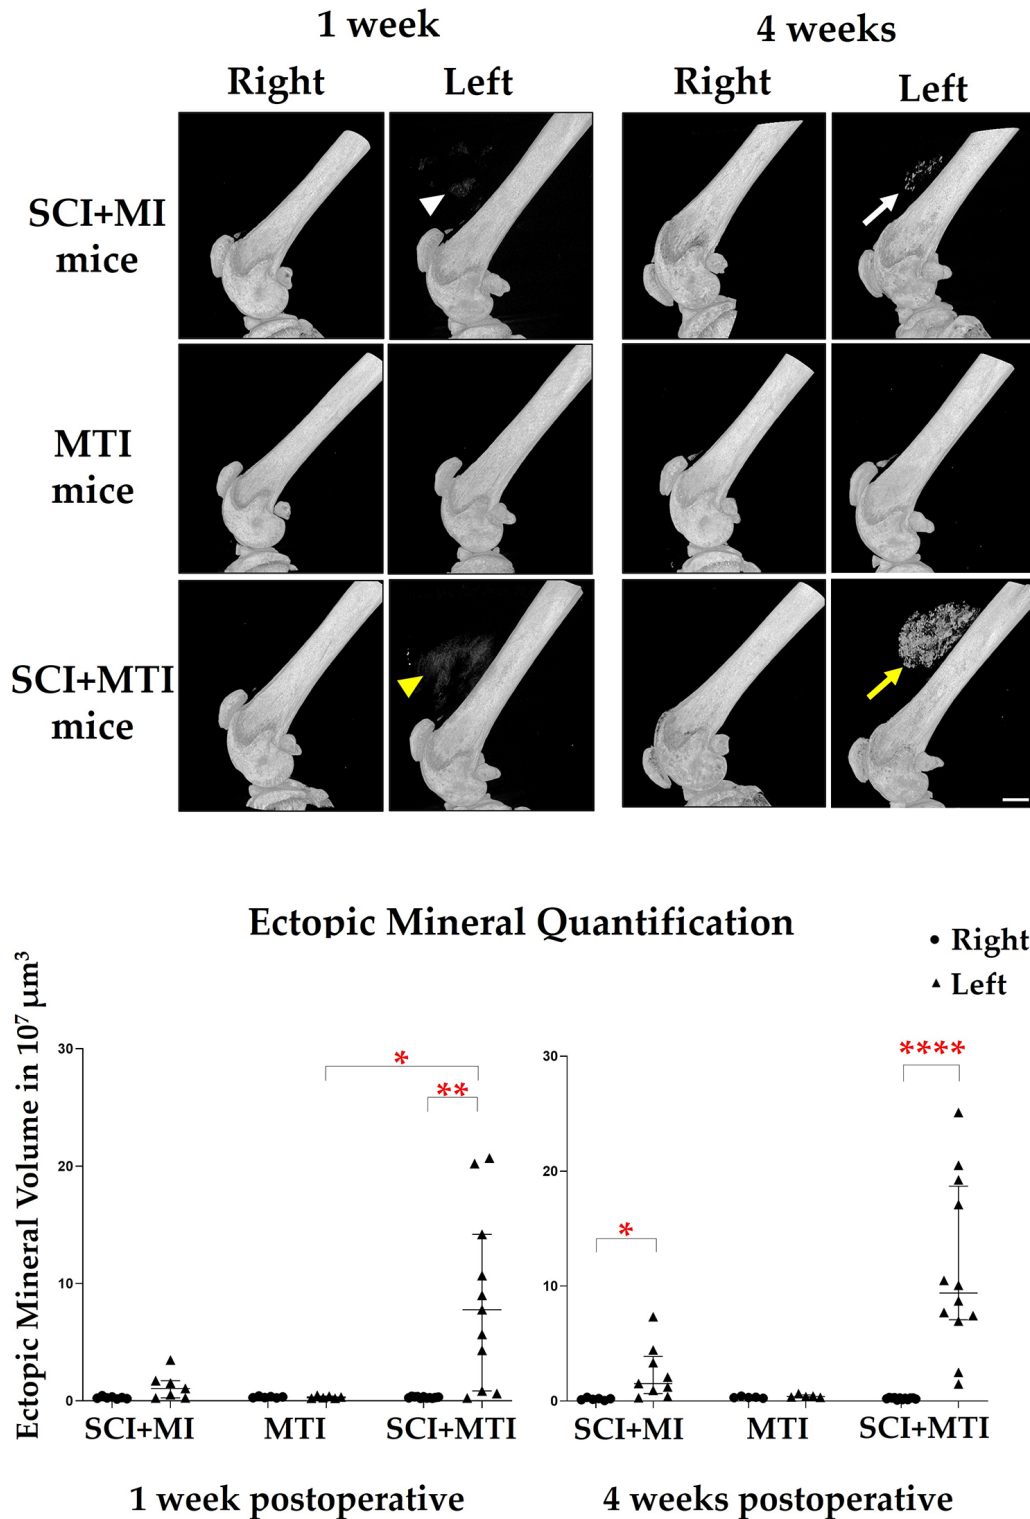 1 week
4 weeks
Right
Left
Right
Left
SCI+MI
mice
MTI
mice
SCI+MTI
mice
Ectopic Mineral Quantification
Right
Left
Ectopic Mineral Volume in 10⁷ µm³
30
20
10
0
*
**
SCI+MI
MTI
SCI+MTI
30
20
10
0
*
****
SCI+MI
MTI
SCI+MTI
1 week postoperative
4 weeks postoperative